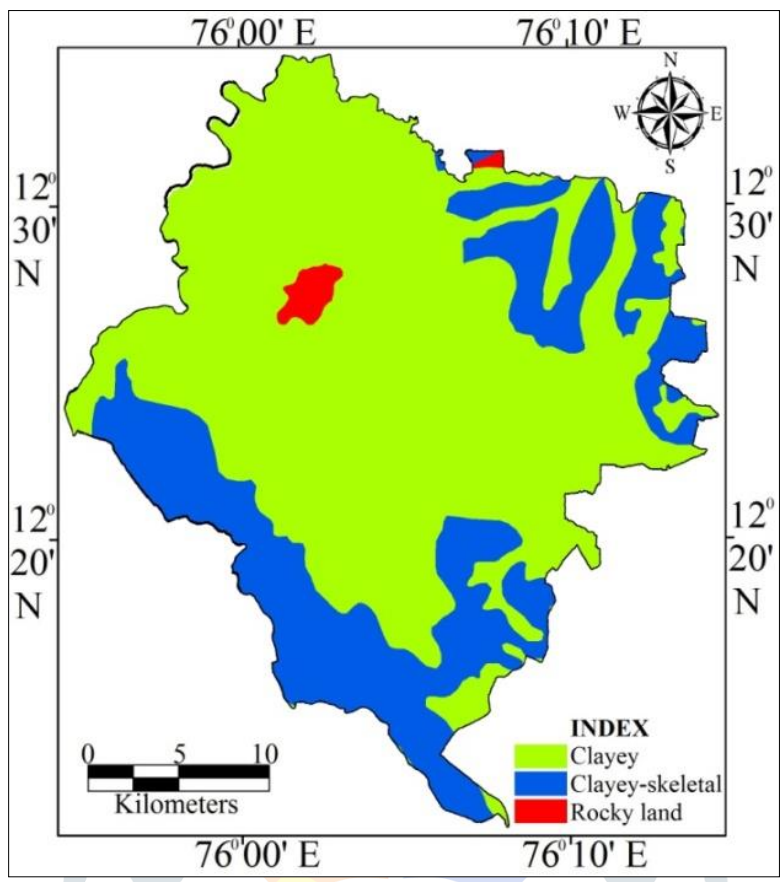 76⁰00' E 76⁰10' E
N
W E
S
12⁰
30'
N
12⁰
30'
N
12⁰
20'
N
12⁰
20'
N
INDEX
Clayey
Clayey-skeletal
Rocky land
0 5 10
Kilometers
76⁰00' E 76⁰10' E